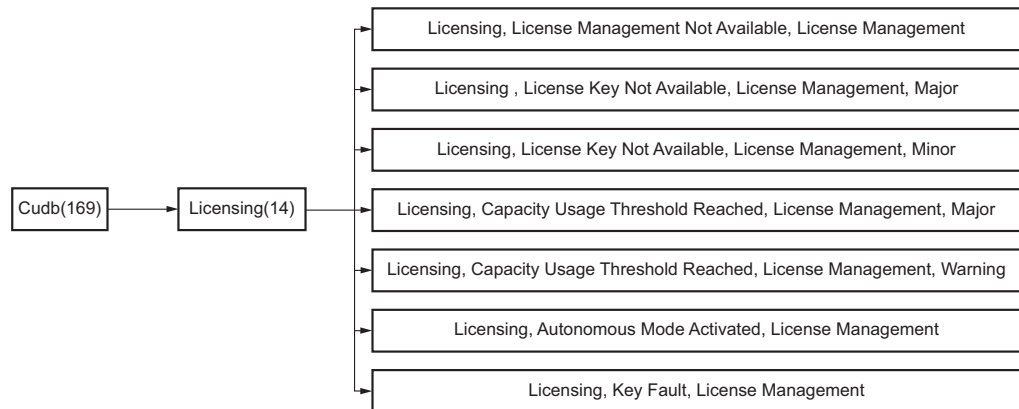 Licensing, License Management Not Available, License Management
Licensing , License Key Not Available, License Management, Major
Licensing, License Key Not Available, License Management, Minor
Cudb(169)
Licensing(14)
Licensing, Capacity Usage Threshold Reached, License Management, Major
Licensing, Capacity Usage Threshold Reached, License Management, Warning
Licensing, Autonomous Mode Activated, License Management
Licensing, Key Fault, License Management